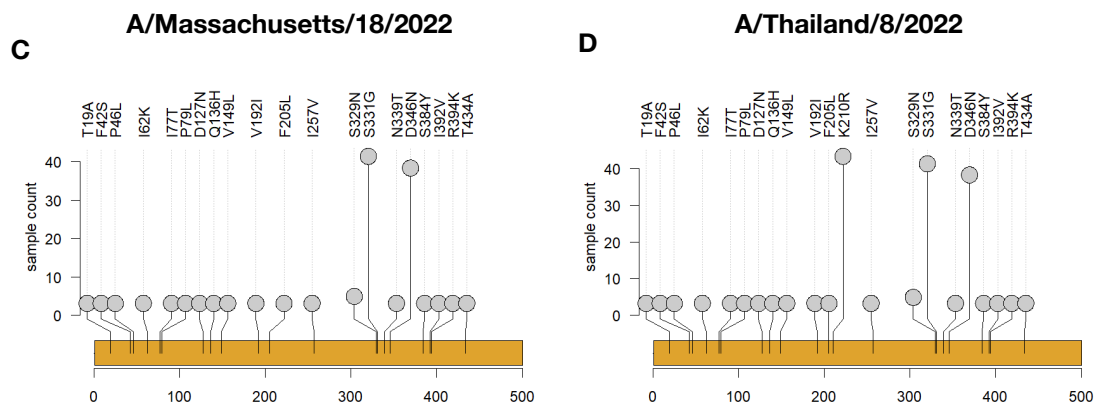 A/Massachusetts/18/2022
C
T19A F42S P46L I62K I77T P79L D127N Q136H V149L V192I F205L I257V S329N S331G N339T D346N S384Y I392V R394K T434A
sample count
40
30
20
10
0
0 100 200 300 400 500
A/Thailand/8/2022
D
T19A F42S P46L I62K I77T P79L D127N Q136H V149L V192I F205L K210R I257V S329N S331G N339T D346N S384Y I392V R394K T434A
sample count
40
30
20
10
0
0 100 200 300 400 500